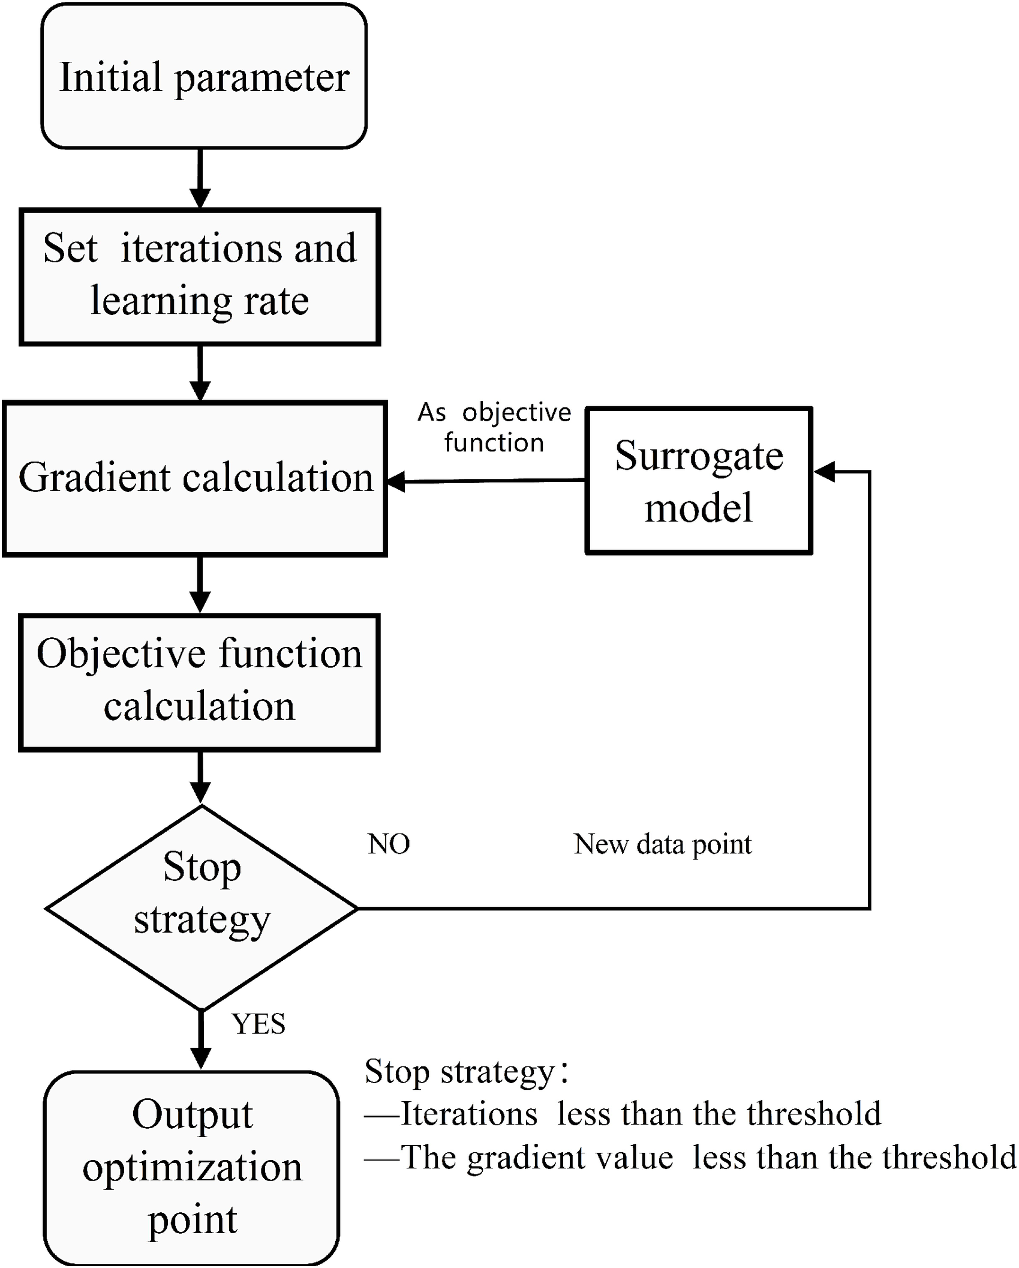 Initial parameter
Set iterations and
learning rate
As objective
function
Gradient calculation
Surrogate
model
Objective function
calculation
Stop
strategy
NO
New data point
YES
Output
optimization
point
Stop strategy:
—Iterations less than the threshold
—The gradient value less than the threshold